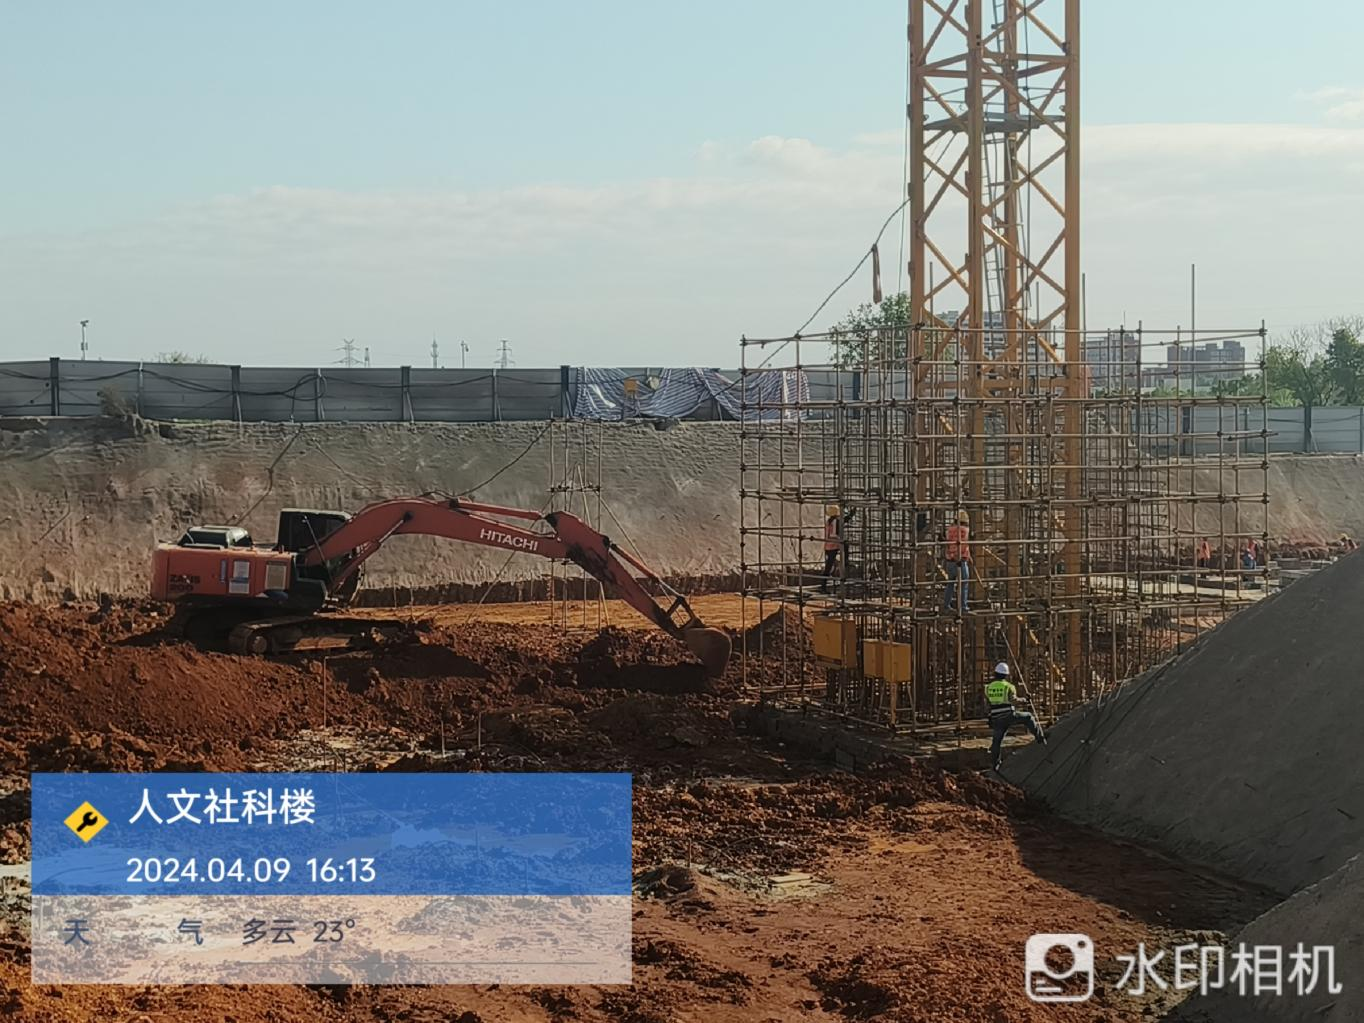 HITACHI
ZAXIS
人文社科楼
2024.04.09 16:13
天 气 多云 23°
水印相机